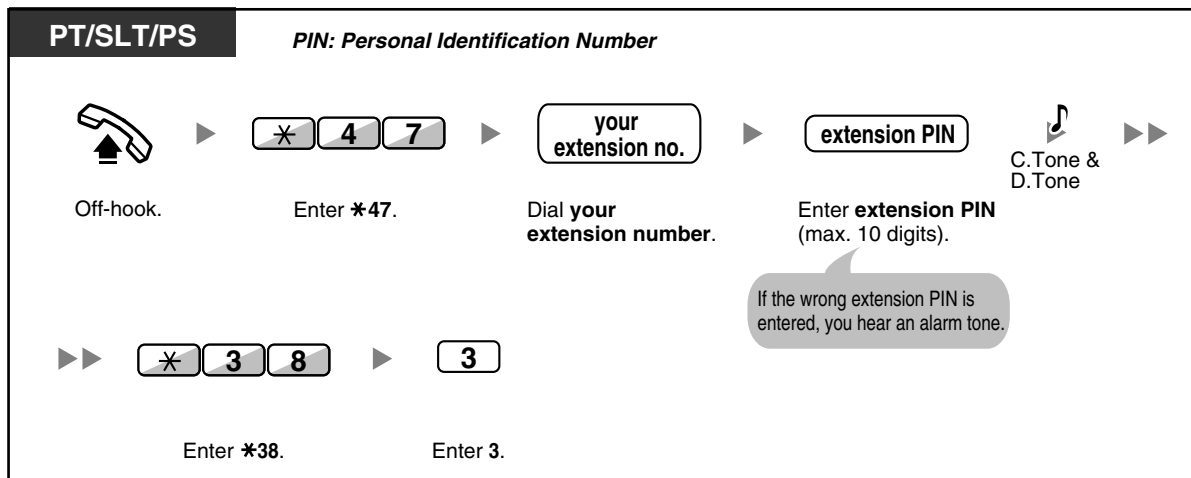 PT/SLT/PS
PIN: Personal Identification Number
your
extension no.
extension PIN
* 4 7
C.Tone &
D.Tone
Off-hook.
Enter *47.
Dial your
extension number.
Enter extension PIN
(max. 10 digits).
If the wrong extension PIN is
entered, you hear an alarm tone.
* 3 8
3
Enter *38.
Enter 3.